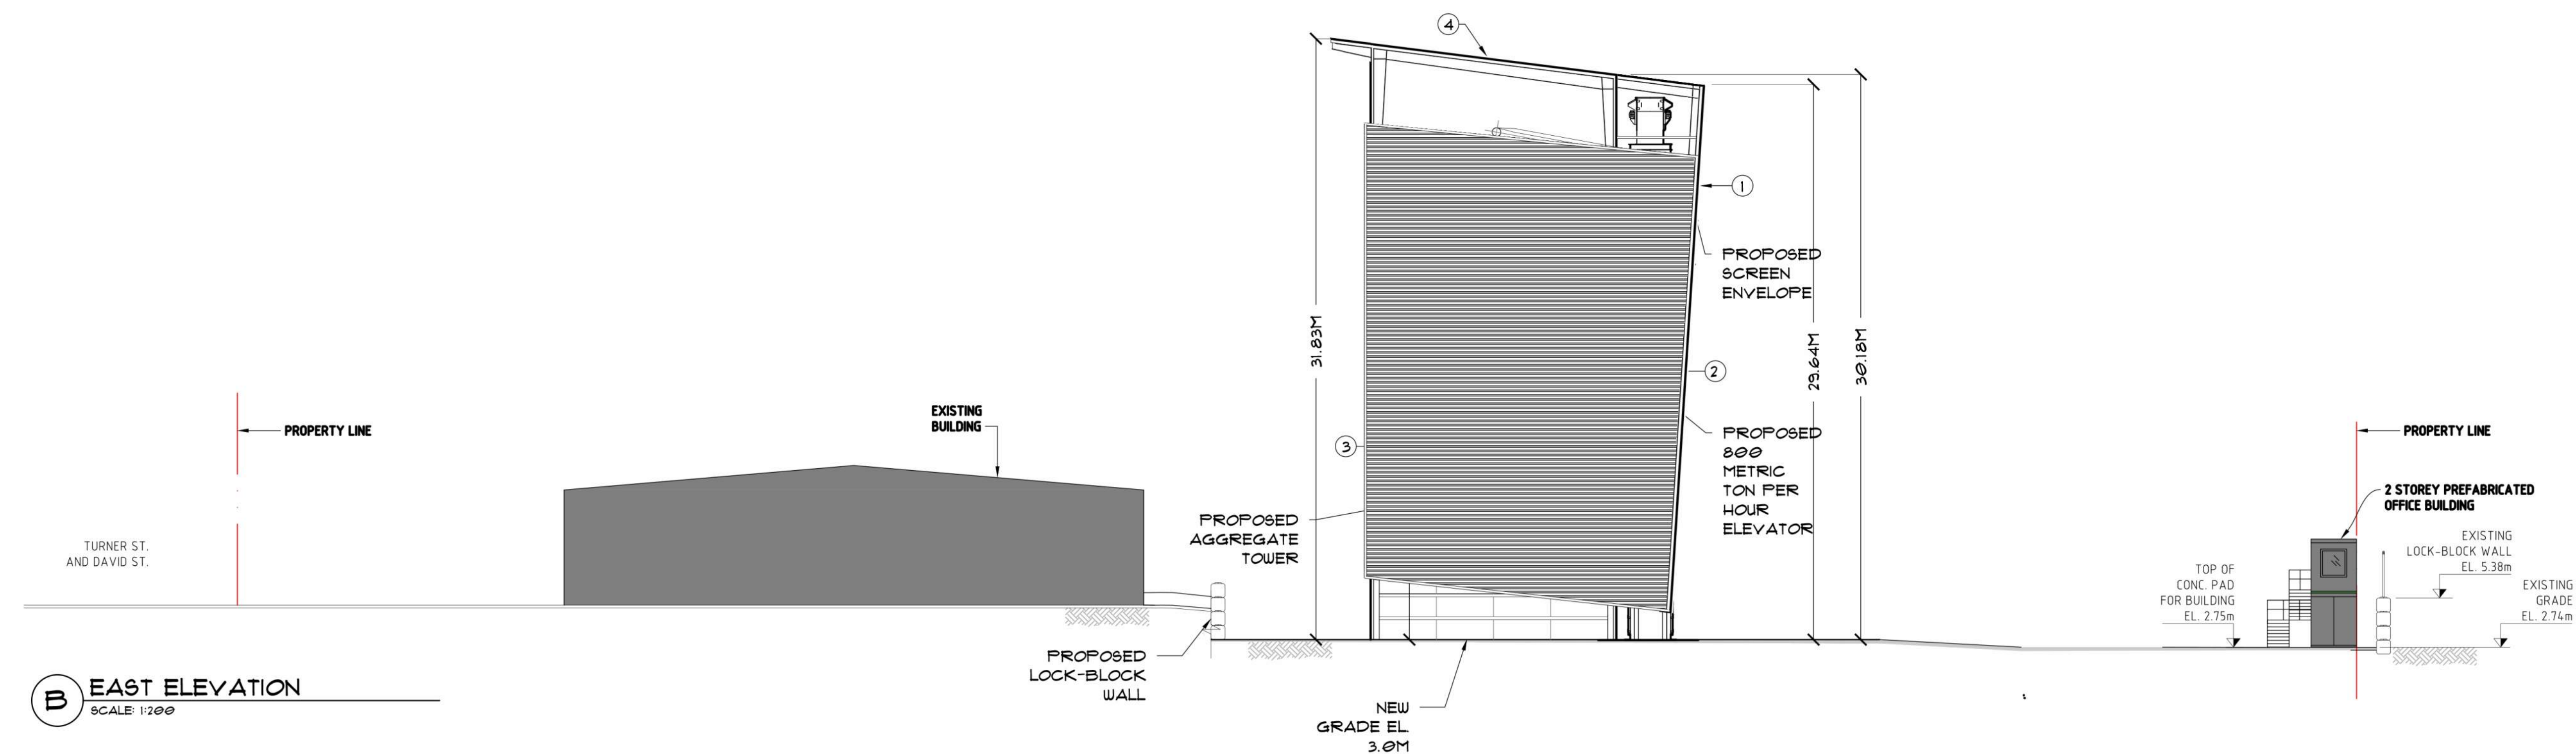 4
1
PROPOSED
SCREEN
ENVELOPE
31.83M
29.64M
30.18M
2
PROPERTY LINE
EXISTING
BUILDING
3
PROPOSED
800
METRIC
TON PER
HOUR
ELEVATOR
PROPERTY LINE
2 STOREY PREFABRICATED
OFFICE BUILDING
TURNER ST.
AND DAVID ST.
PROPOSED
AGGREGATE
TOWER
EXISTING
LOCK-BLOCK WALL
EL. 5.38m
TOP OF
CONC. PAD
FOR BUILDING
EL. 2.75m
EXISTING
GRADE
EL. 2.74m
PROPOSED
LOCK-BLOCK
WALL
B
EAST ELEVATION
SCALE: 1:200
NEW
GRADE EL.
3.0M